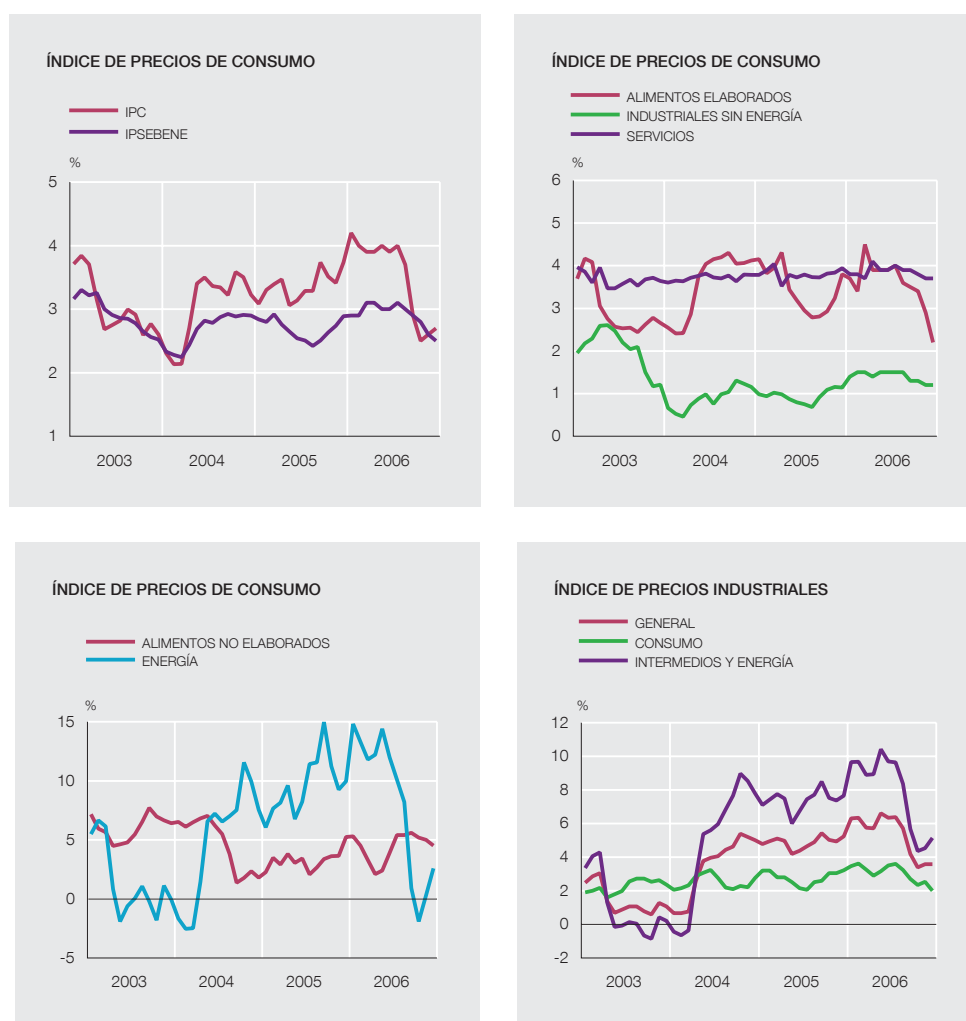 ÍNDICE DE PRECIOS DE CONSUMO
IPC
IPSEBENE
%
5
4
3
2
1
2003 2004 2005 2006
ÍNDICE DE PRECIOS DE CONSUMO
ALIMENTOS ELABORADOS
INDUSTRIALES SIN ENERGÍA
SERVICIOS
%
6
5
4
3
2
1
0
2003 2004 2005 2006
ÍNDICE DE PRECIOS DE CONSUMO
ALIMENTOS NO ELABORADOS
ENERGÍA
%
15
10
5
0
-5
2003 2004 2005 2006
ÍNDICE DE PRECIOS INDUSTRIALES
GENERAL
CONSUMO
INTERMEDIOS Y ENERGÍA
%
12
10
8
6
4
2
0
-2
2003 2004 2005 2006